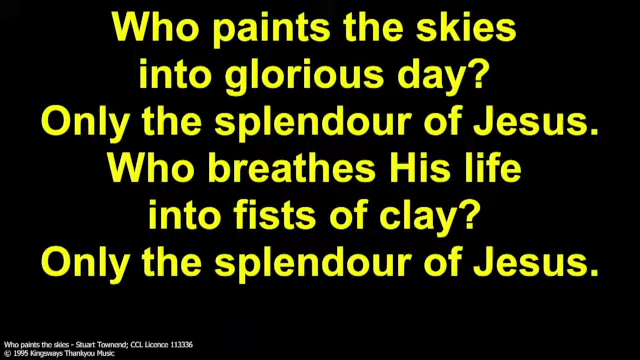 Who paints the skies
into glorious day?
Only the splendour of Jesus.
Who breathes His life
into fists of clay?
Only the splendour of Jesus.
Who paints the skies - Stuart Townend; CCL Licence 113336
© 1995 Kingsways Thankyou Music